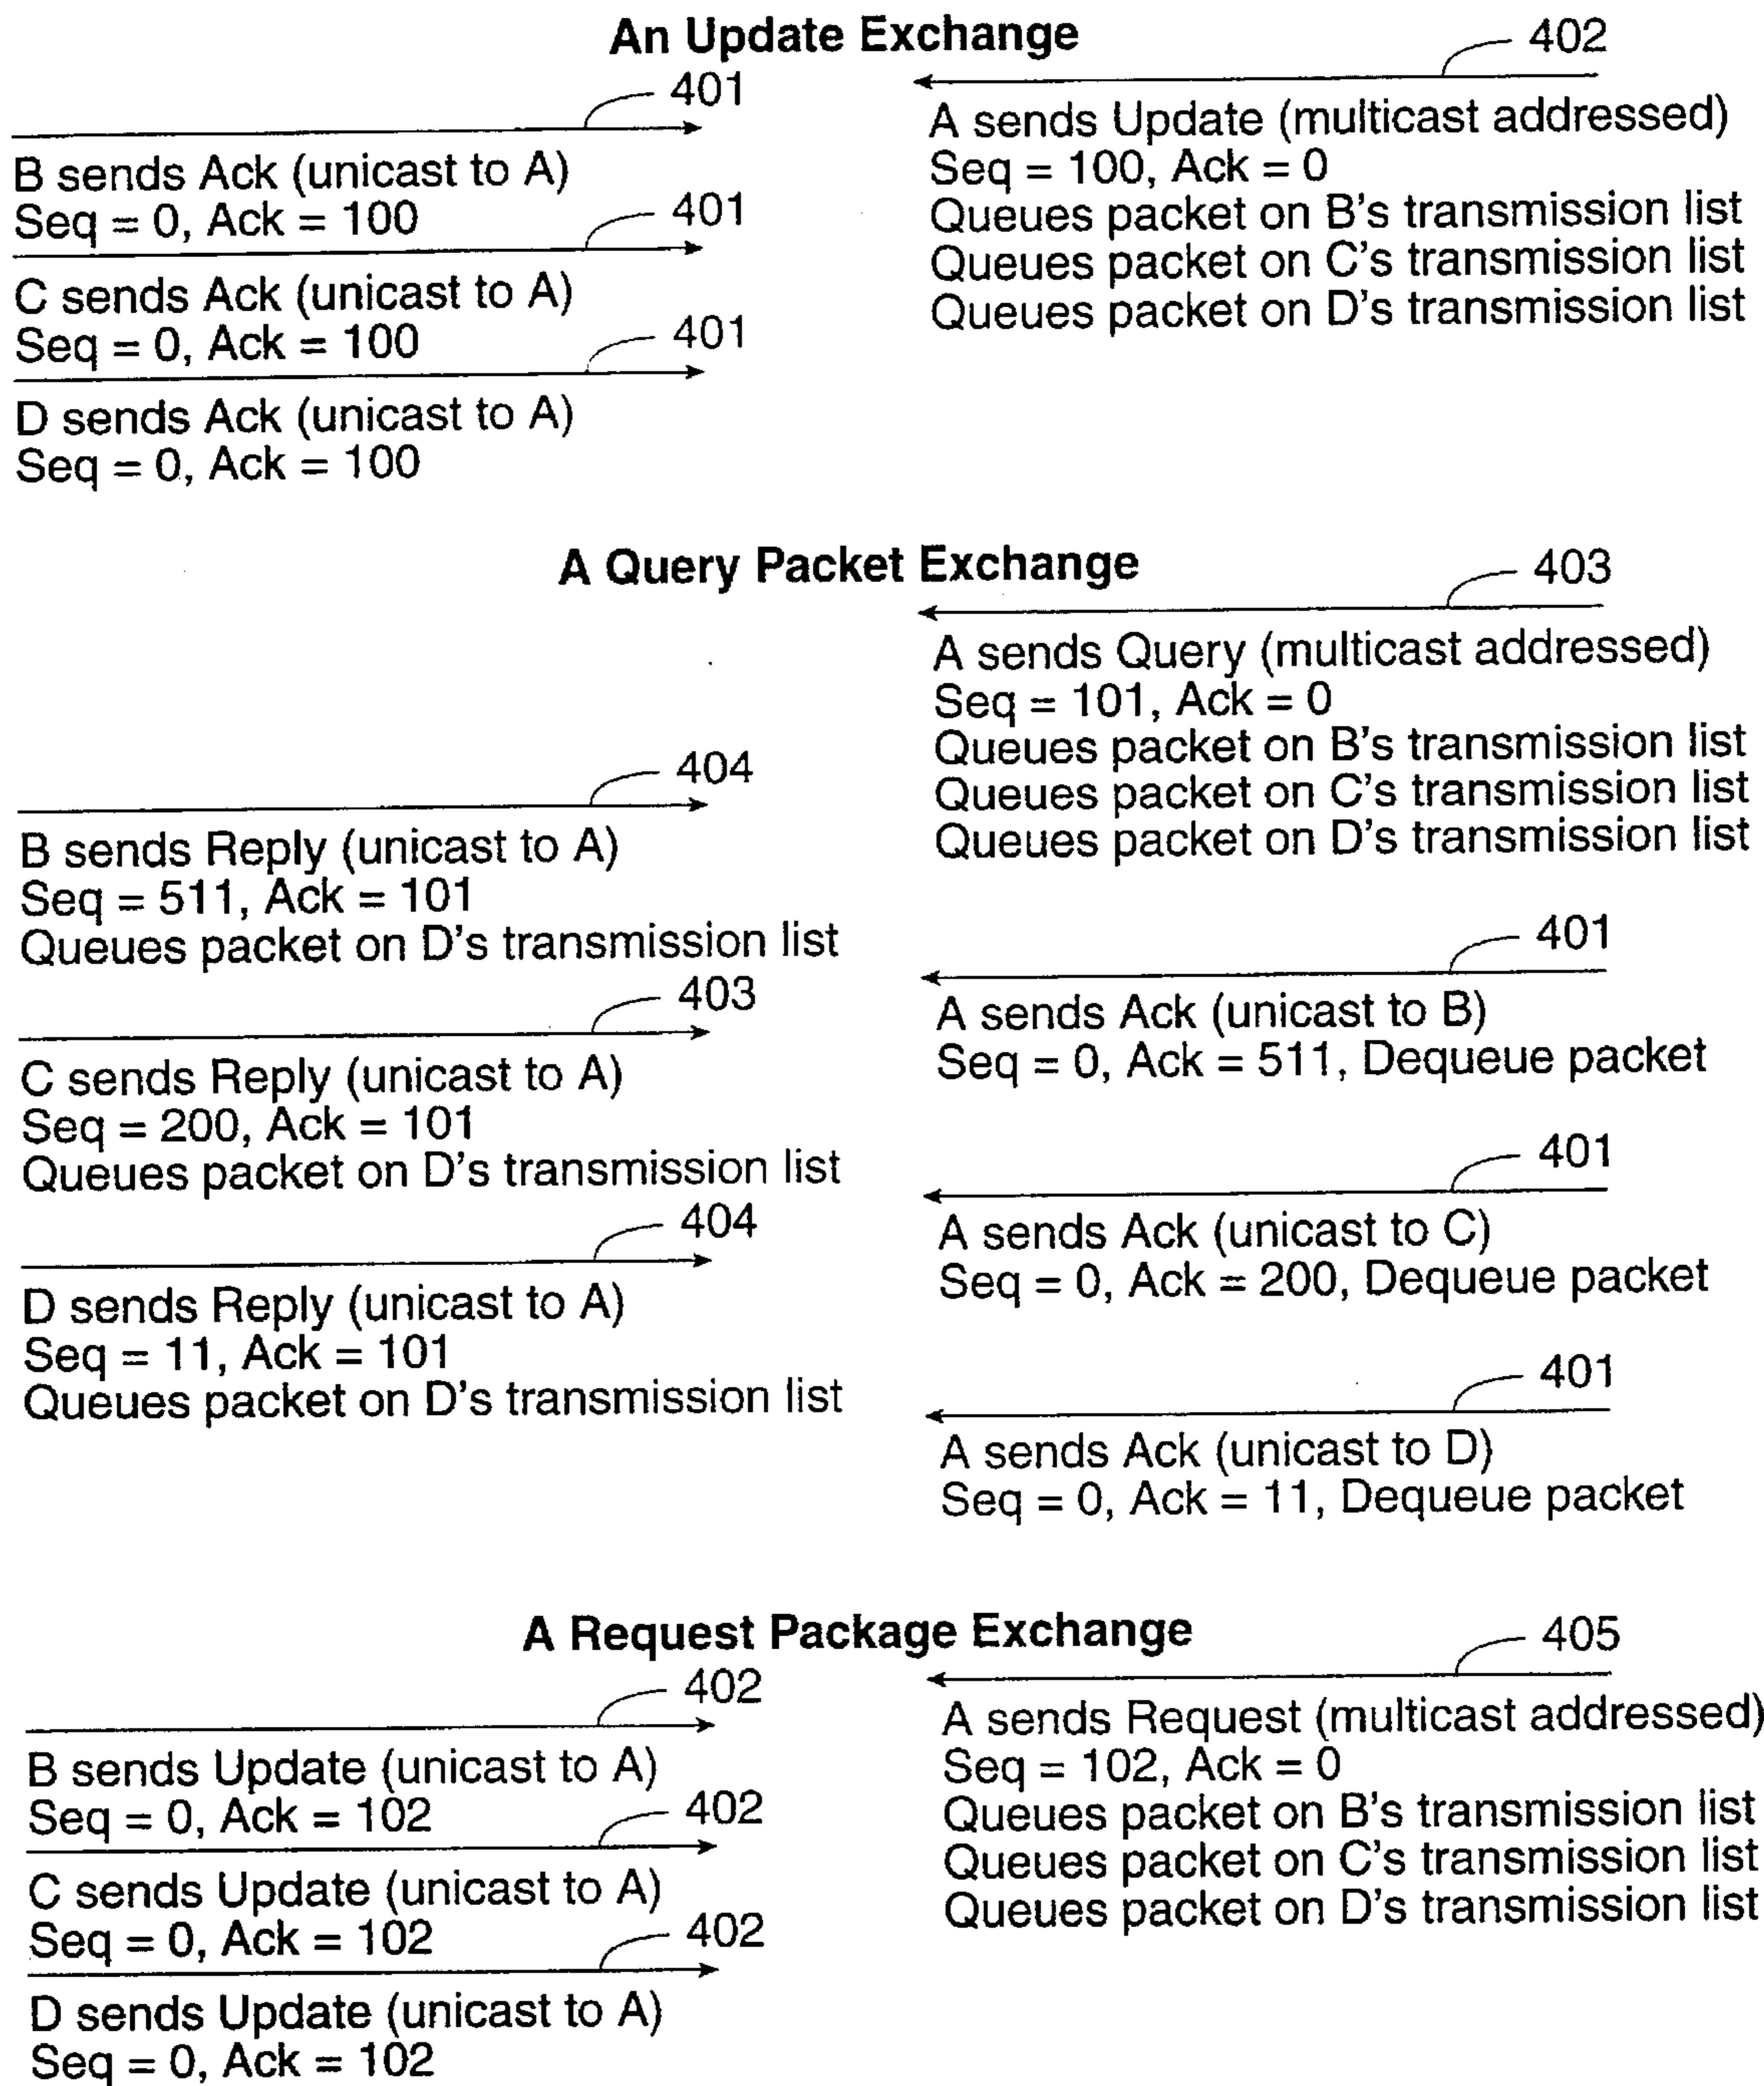 An Update Exchange
402
401
A sends Update (multicast addressed)
Seq = 100, Ack = 0
Queues packet on B's transmission list
Queues packet on C's transmission list
Queues packet on D's transmission list
B sends Ack (unicast to A)
Seq = 0, Ack = 100
401
C sends Ack (unicast to A)
Seq = 0, Ack = 100
401
D sends Ack (unicast to A)
Seq = 0, Ack = 100
A Query Packet Exchange
403
A sends Query (multicast addressed)
Seq = 101, Ack = 0
Queues packet on B's transmission list
Queues packet on C's transmission list
Queues packet on D's transmission list
404
B sends Reply (unicast to A)
Seq = 511, Ack = 101
Queues packet on D's transmission list
401
A sends Ack (unicast to B)
Seq = 0, Ack = 511, Dequeue packet
403
C sends Reply (unicast to A)
Seq = 200, Ack = 101
Queues packet on D's transmission list
401
A sends Ack (unicast to C)
Seq = 0, Ack = 200, Dequeue packet
404
D sends Reply (unicast to A)
Seq = 11, Ack = 101
Queues packet on D's transmission list
401
A sends Ack (unicast to D)
Seq = 0, Ack = 11, Dequeue packet
A Request Package Exchange
405
402
A sends Request (multicast addressed)
Seq = 102, Ack = 0
Queues packet on B's transmission list
Queues packet on C's transmission list
Queues packet on D's transmission list
B sends Update (unicast to A)
Seq = 0, Ack = 102
402
C sends Update (unicast to A)
Seq = 0, Ack = 102
402
D sends Update (unicast to A)
Seq = 0, Ack = 102